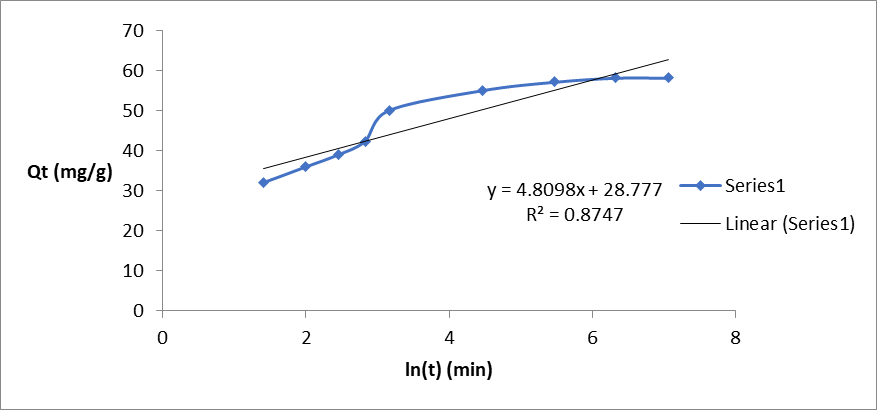 70
60
50
40
30
20
10
0
Qt (mg/g)
y = 4.8098x + 28.777
R² = 0.8747
Series1
Linear (Series1)
0 2 4 6 8
ln(t) (min)